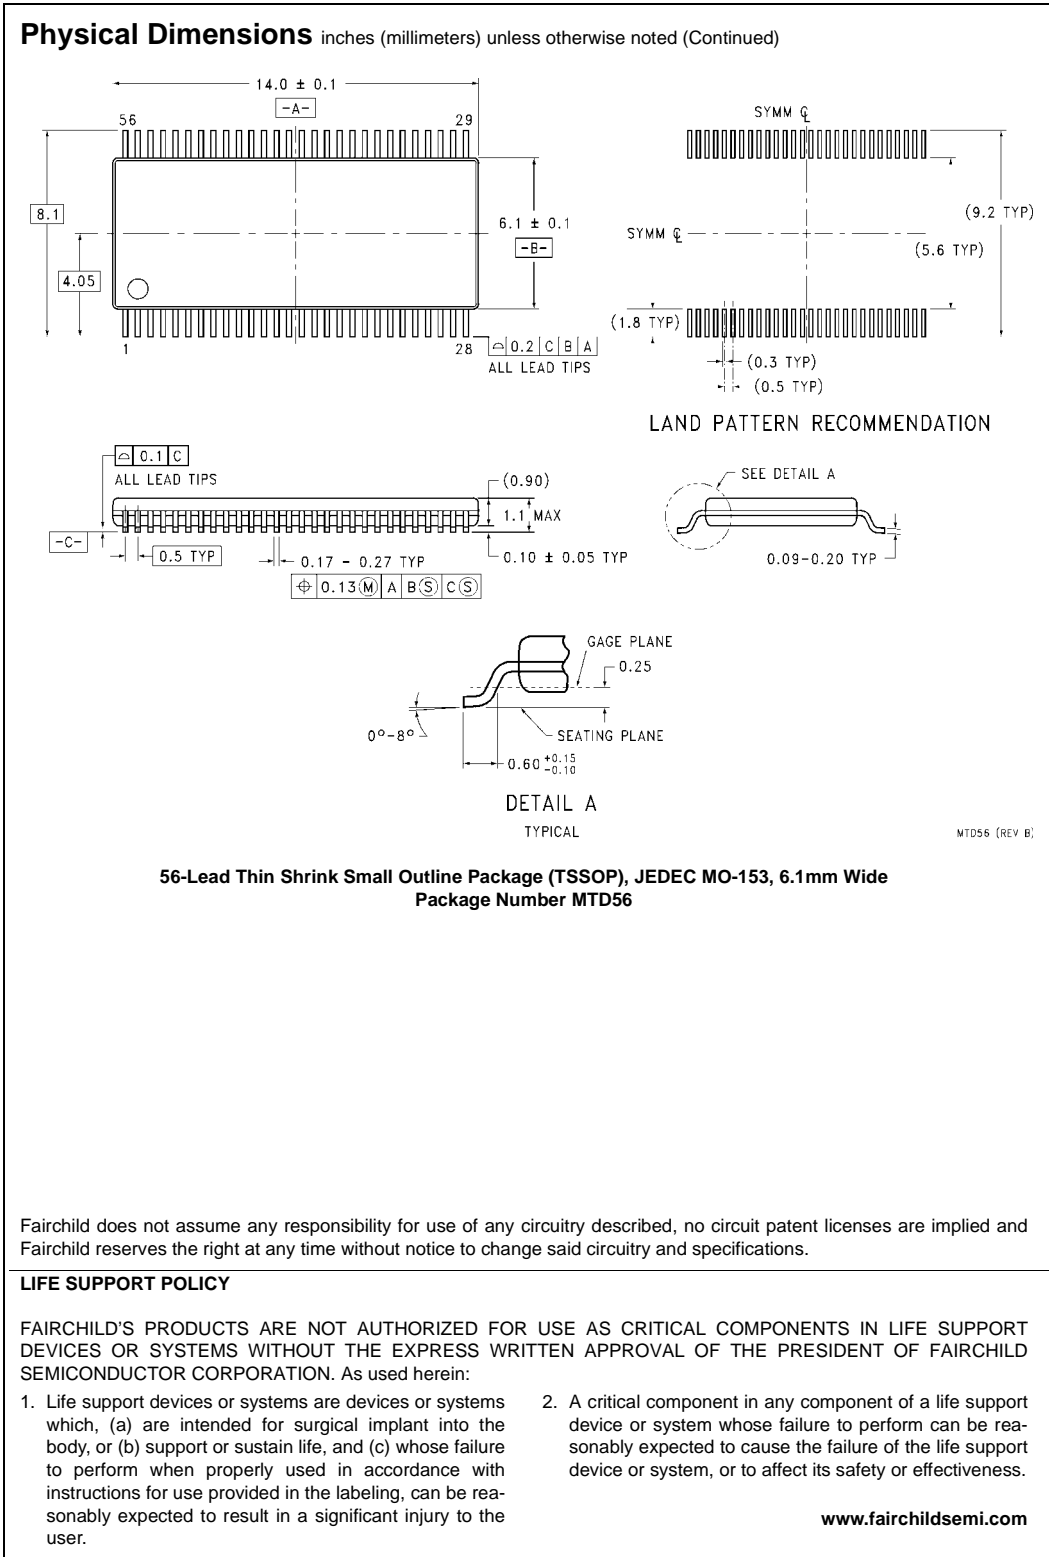 Physical Dimensions inches (millimeters) unless otherwise noted (Continued)
14.0 ± 0.1
-A-
56
29
8.1
4.05
6.1 ± 0.1
-B-
1
28
⌓ 0.2 C B A
ALL LEAD TIPS
SYMM ℄
SYMM ℄
(9.2 TYP)
(5.6 TYP)
(1.8 TYP)
(0.3 TYP)
(0.5 TYP)
LAND PATTERN RECOMMENDATION
⌓ 0.1 C
ALL LEAD TIPS
(0.90)
1.1 MAX
-C-
0.5 TYP
0.17 - 0.27 TYP
0.10 ± 0.05 TYP
⌖ 0.13 Ⓜ A B Ⓢ C Ⓢ
SEE DETAIL A
0.09-0.20 TYP
GAGE PLANE
0.25
0°-8°
SEATING PLANE
0.60 +0.15 -0.10
DETAIL A
TYPICAL
MTD56 (REV B)
56-Lead Thin Shrink Small Outline Package (TSSOP), JEDEC MO-153, 6.1mm Wide
Package Number MTD56
Fairchild does not assume any responsibility for use of any circuitry described, no circuit patent licenses are implied and
Fairchild reserves the right at any time without notice to change said circuitry and specifications.
LIFE SUPPORT POLICY
FAIRCHILD'S PRODUCTS ARE NOT AUTHORIZED FOR USE AS CRITICAL COMPONENTS IN LIFE SUPPORT
DEVICES OR SYSTEMS WITHOUT THE EXPRESS WRITTEN APPROVAL OF THE PRESIDENT OF FAIRCHILD
SEMICONDUCTOR CORPORATION. As used herein:
1. Life support devices or systems are devices or systems
which, (a) are intended for surgical implant into the
body, or (b) support or sustain life, and (c) whose failure
to perform when properly used in accordance with
instructions for use provided in the labeling, can be rea-
sonably expected to result in a significant injury to the
user.
2. A critical component in any component of a life support
device or system whose failure to perform can be rea-
sonably expected to cause the failure of the life support
device or system, or to affect its safety or effectiveness.
www.fairchildsemi.com